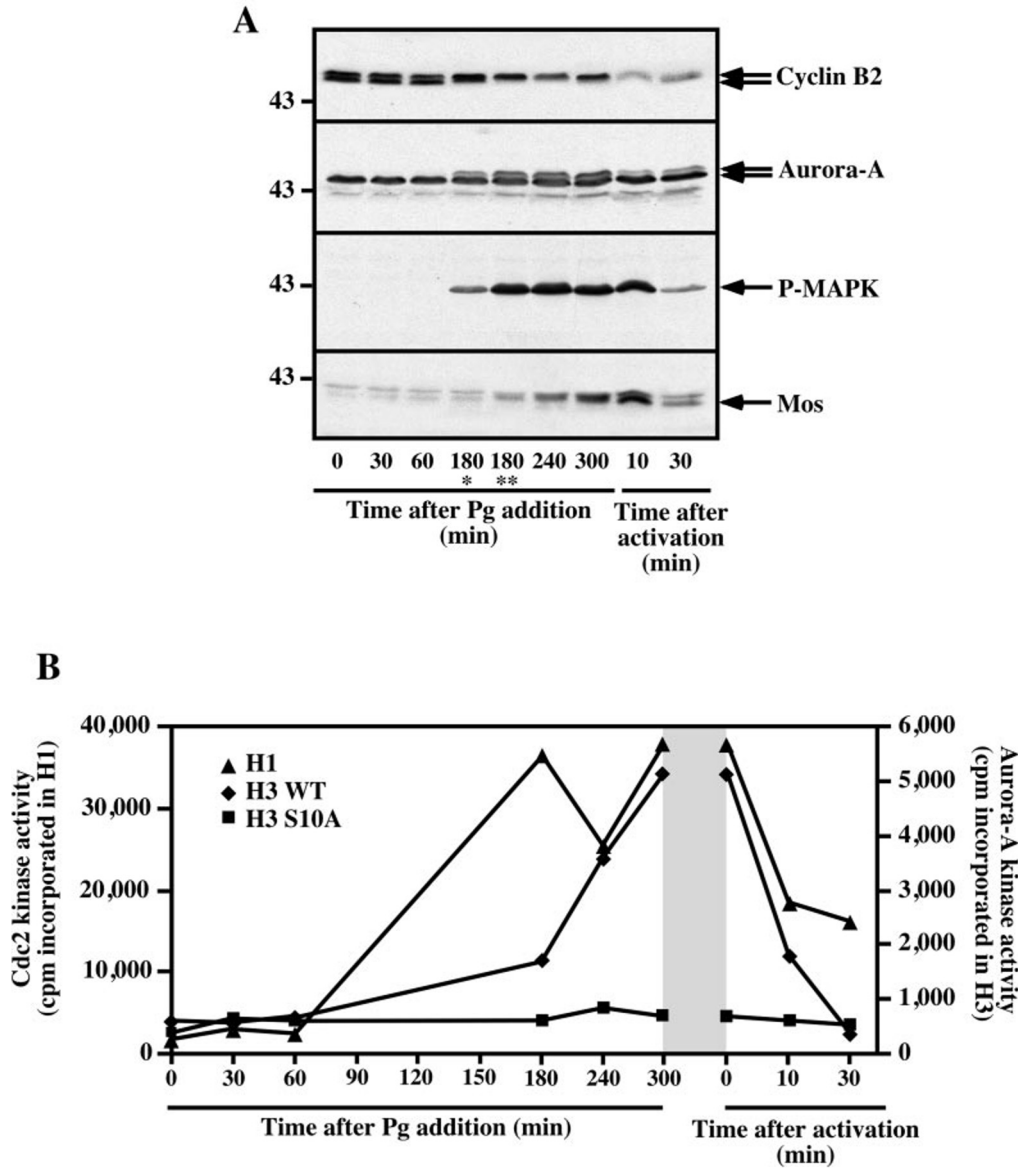 A
Cyclin B2
43
Aurora-A
43
43
P-MAPK
43
Mos
0 30 60 180 180 240 300 10 30
* **
Time after Pg addition (min)
Time after activation (min)
B
Cdc2 kinase activity
(cpm incorporated in H1)
40,000
30,000
20,000
10,000
0
H1
H3 WT
H3 S10A
6,000
5,000
4,000
3,000
2,000
1,000
0
Aurora-A kinase activity
(cpm incorporated in H3)
0 30 60 90 120 150 180 240 300 0 10 30
Time after Pg addition (min)
Time after activation
(min)